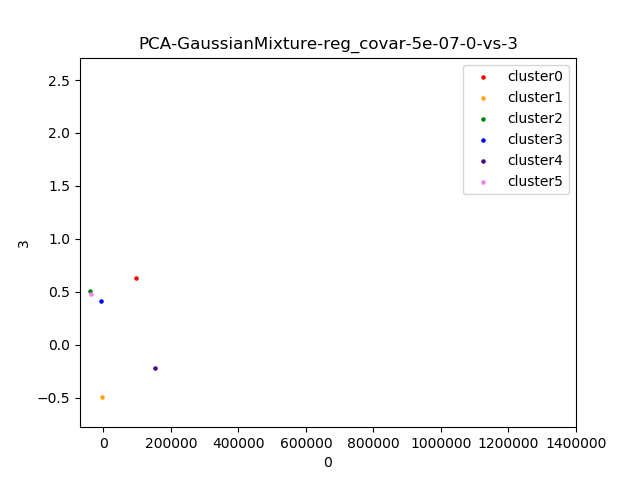 PCA-GaussianMixture-reg_covar-5e-07-0-vs-3
cluster0
cluster1
cluster2
cluster3
cluster4
cluster5
2.5
2.0
1.5
1.0
0.5
0.0
−0.5
3
0 200000 400000 600000 800000 1000000 1200000 1400000
0